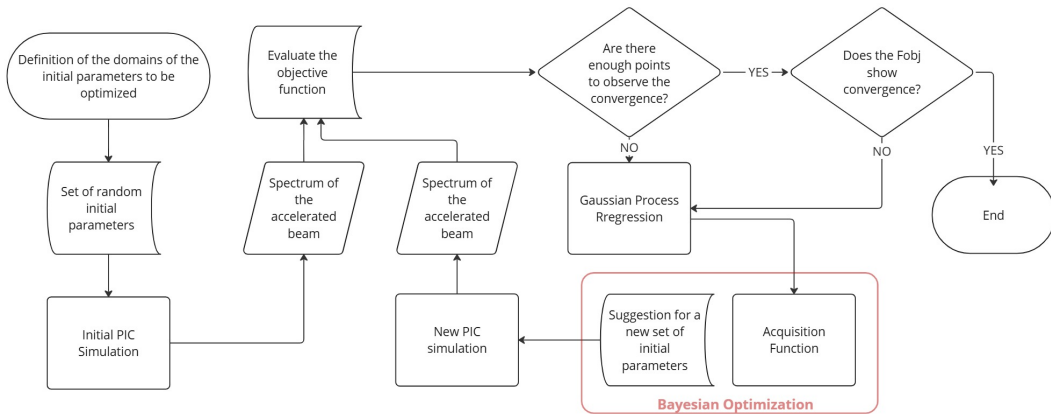 Definition of the domains of the
initial parameters to be
optimized
Set of random
initial
parameters
Initial PIC
Simulation
Spectrum of
the
accelerated
beam
Evaluate the
objective
function
Are there
enough points
to observe the
convergence?
YES
NO
Does the Fobj
show
convergence?
YES
NO
End
Gaussian Process
Rregression
Acquisition
Function
Suggestion for a
new set of
initial
parameters
Bayesian Optimization
New PIC
simulation
Spectrum of
the
accelerated
beam